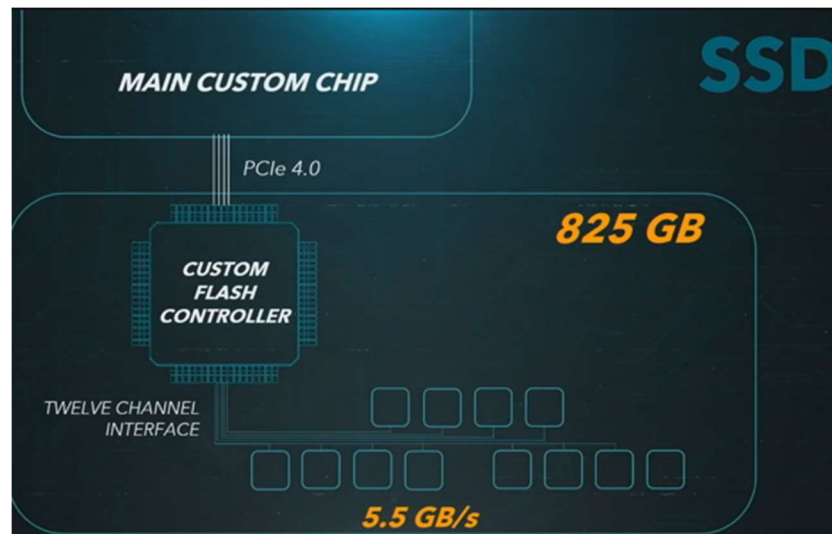 SSD
MAIN CUSTOM CHIP
PCIe 4.0
825 GB
CUSTOM
FLASH
CONTROLLER
TWELVE CHANNEL
INTERFACE
5.5 GB/s